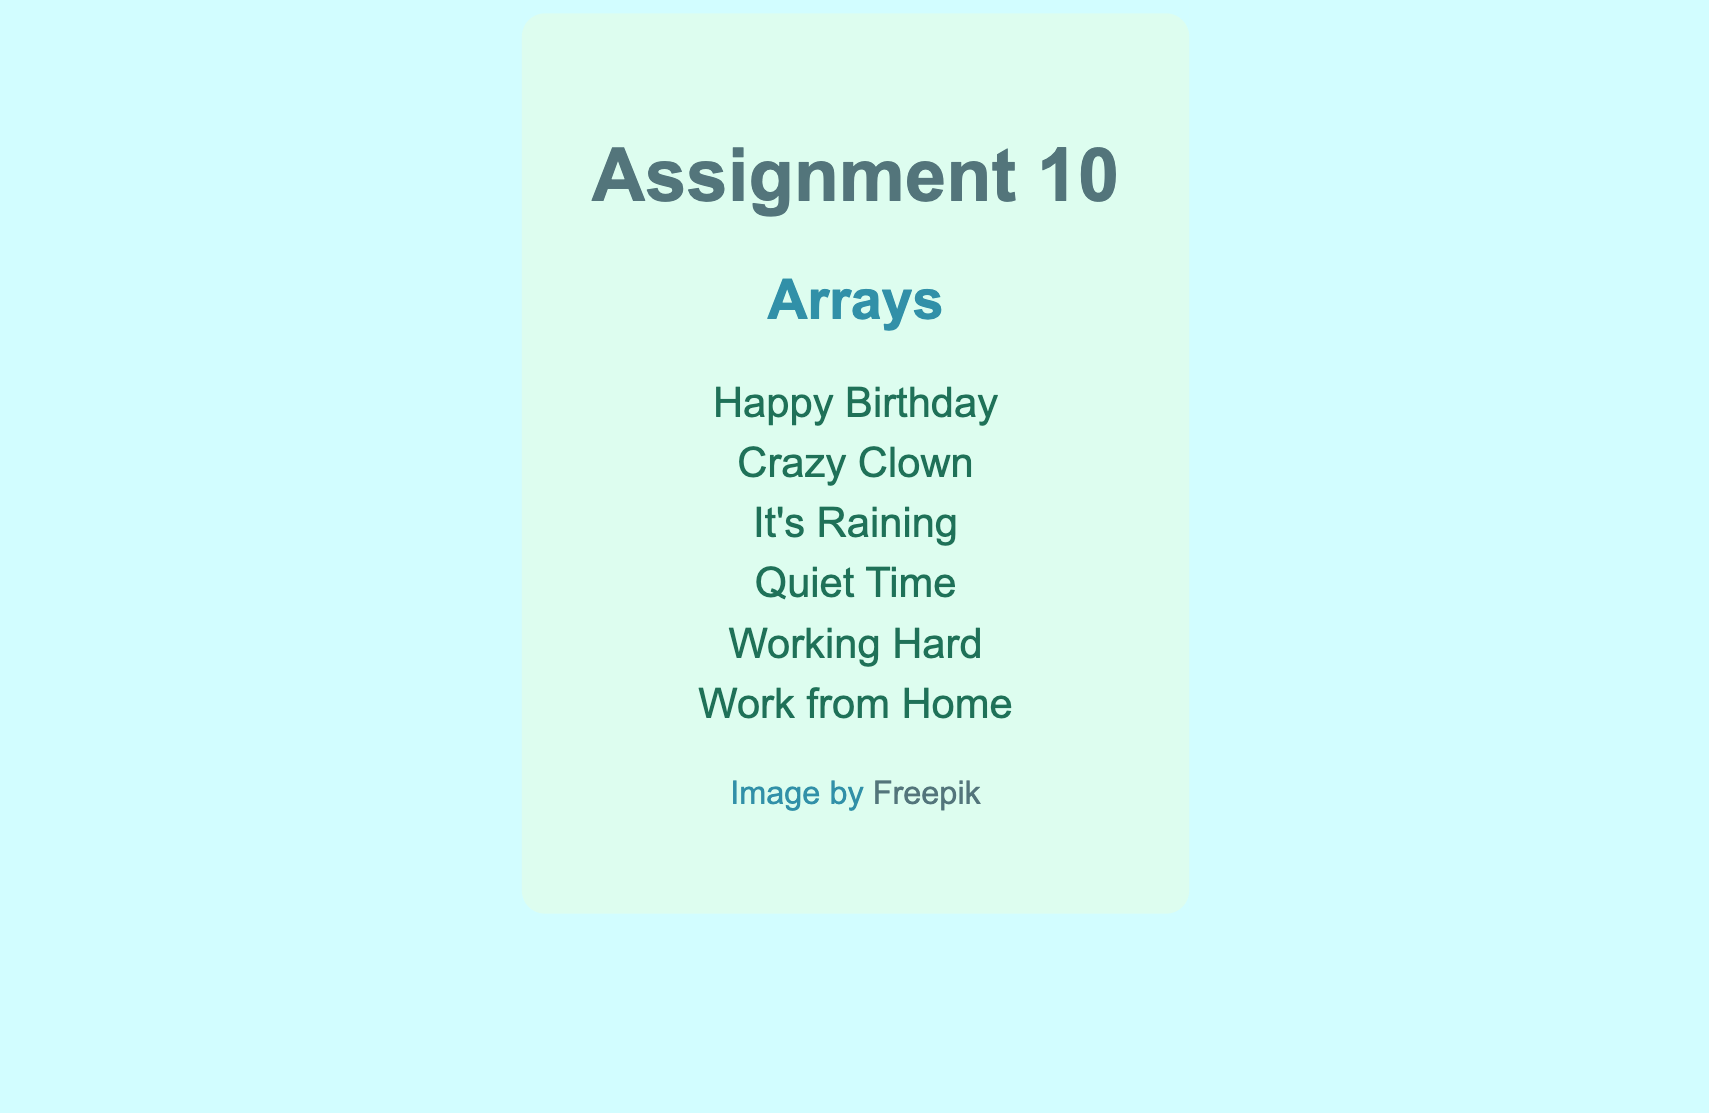 Assignment 10
Arrays
Happy Birthday
Crazy Clown
It's Raining
Quiet Time
Working Hard
Work from Home
Image by Freepik